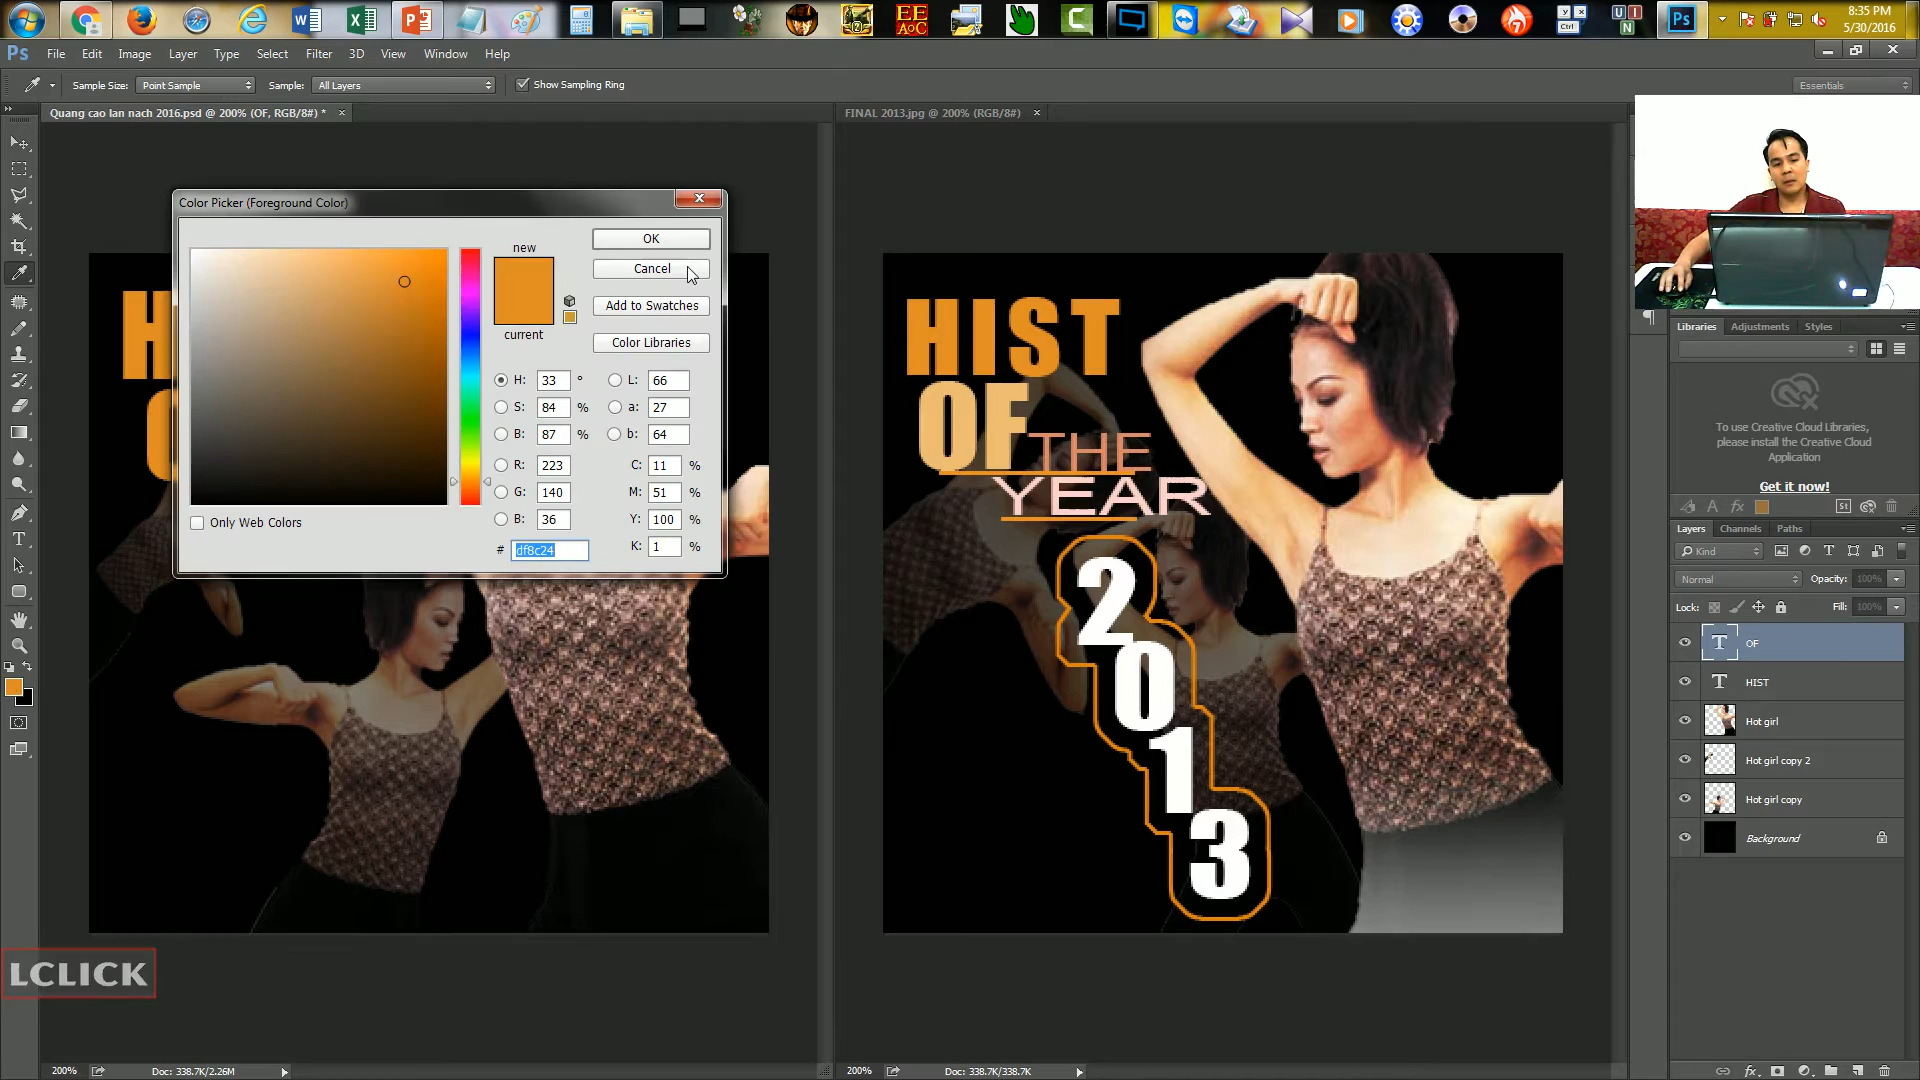 8:35 PM
5/30/2016
Ps File Edit Image Layer Type Select Filter 3D View Window Help
Sample Size: Point Sample Sample: All Layers Show Sampling Ring Essentials
Quang cao lan nach 2016.psd @ 200% (OF, RGB/8#) * ×
FINAL 2013.jpg @ 200% (RGB/8#) ×
Color Picker (Foreground Color)
new
current
OK
Cancel
Add to Swatches
Color Libraries
H: 33 ° L: 66
S: 84 % a: 27
B: 87 % b: 64
R: 223 C: 11 %
G: 140 M: 51 %
B: 36 Y: 100 %
# df8c24 K: 1 %
Only Web Colors
H
HIST
OF
THE
YEAR
2
0
1
3
Libraries Adjustments Styles
To use Creative Cloud Libraries,
please install the Creative Cloud
Application
Get it now!
Layers Channels Paths
Kind
Normal Opacity: 100%
Lock: Fill: 100%
OF
HIST
Hot girl
Hot girl copy 2
Hot girl copy
Background
LCLICK
200% Doc: 338.7K/2.26M
200% Doc: 338.7K/338.7K